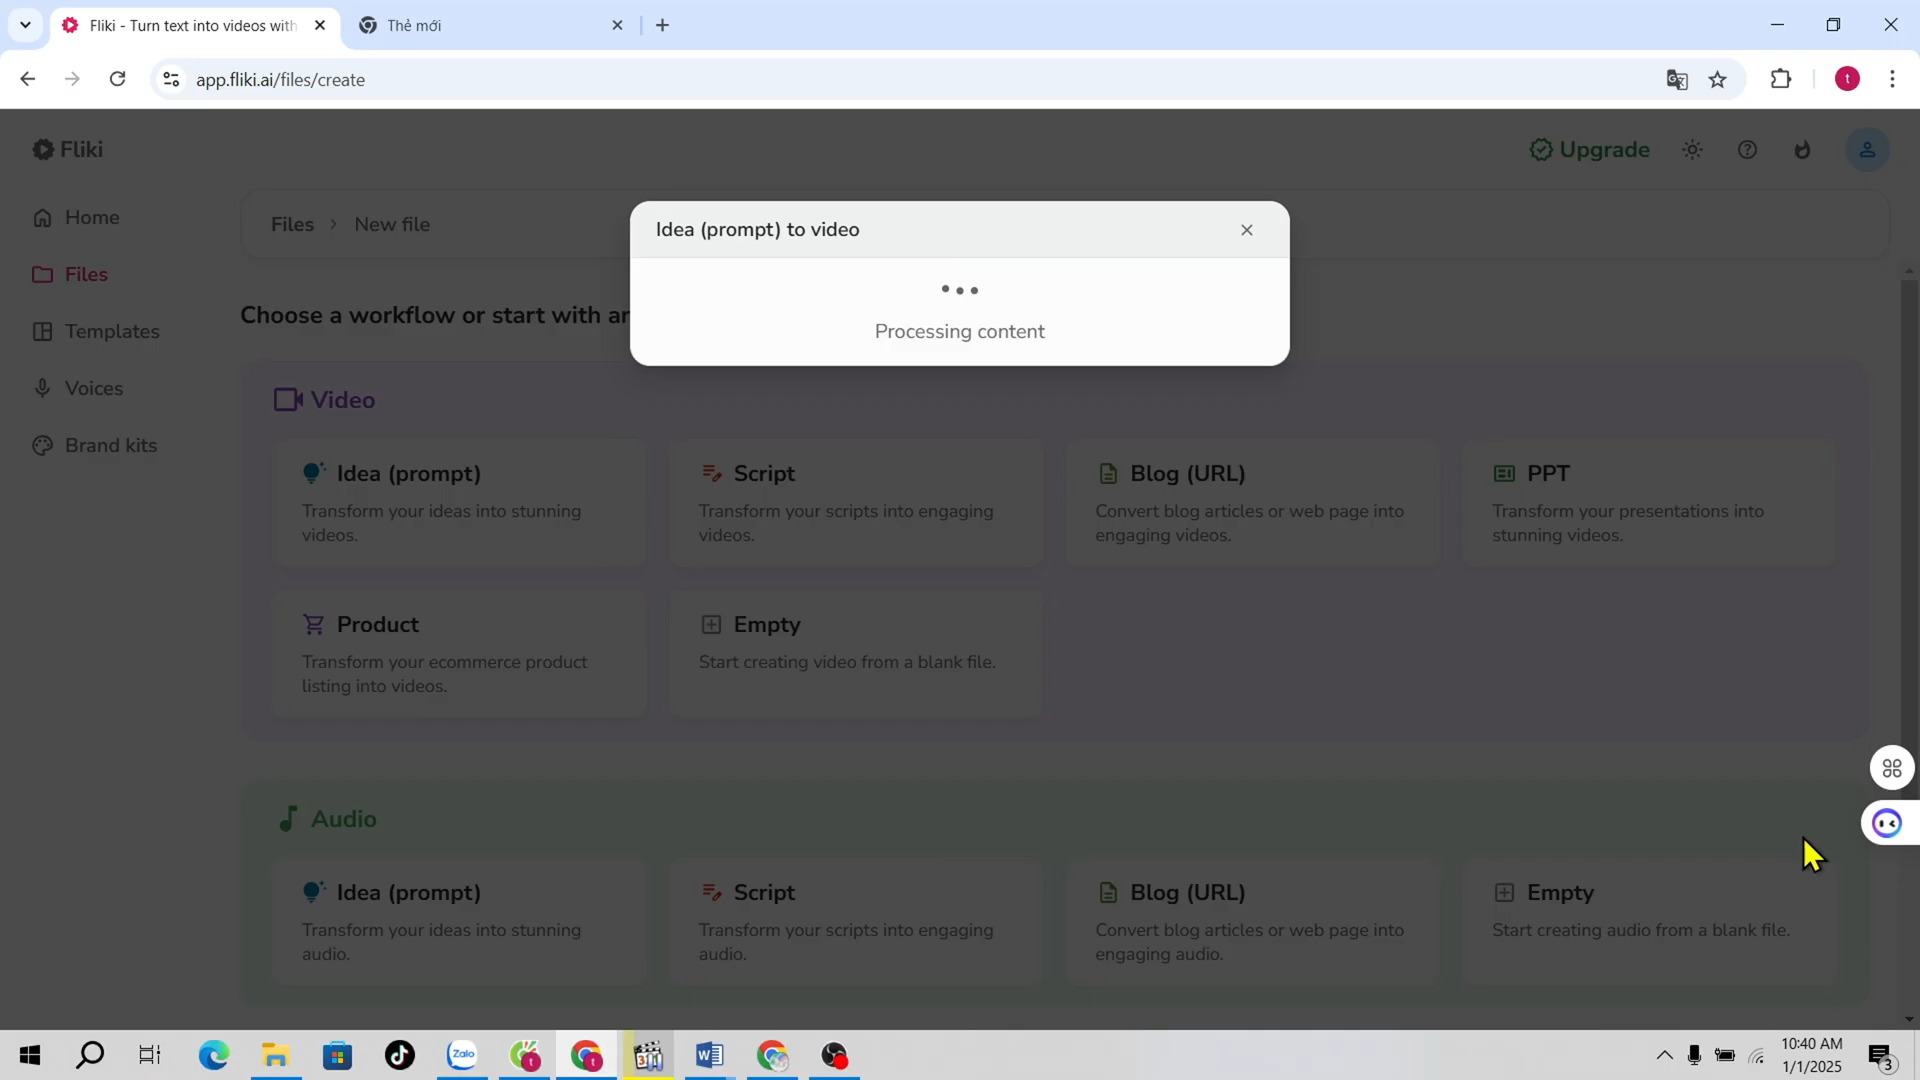 Fliki - Turn text into videos with
Thẻ mới
app.fliki.ai/files/create
t
Fliki
Upgrade
Home
Files
Templates
Voices
Brand kits
Files > New file
Idea (prompt) to video
Processing content
Choose a workflow or start with an
Video
Idea (prompt)
Transform your ideas into stunning
videos.
Script
Transform your scripts into engaging
videos.
Blog (URL)
Convert blog articles or web page into
engaging videos.
PPT
Transform your presentations into
stunning videos.
Product
Transform your ecommerce product
listing into videos.
Empty
Start creating video from a blank file.
Audio
Idea (prompt)
Transform your ideas into stunning
audio.
Script
Transform your scripts into engaging
audio.
Blog (URL)
Convert blog articles or web page into
engaging audio.
Empty
Start creating audio from a blank file.
Zalo
t
t
10:40 AM
1/1/2025
3